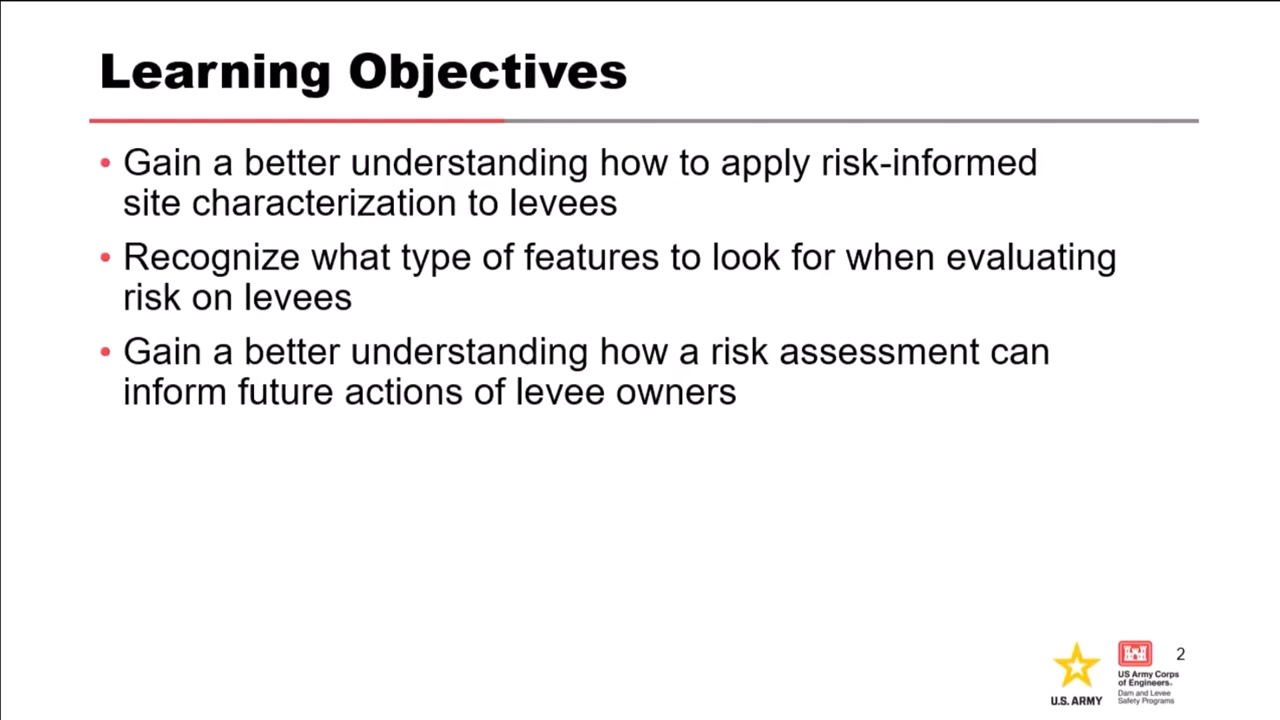 Learning Objectives
• Gain a better understanding how to apply risk-informed
site characterization to levees
• Recognize what type of features to look for when evaluating
risk on levees
• Gain a better understanding how a risk assessment can
inform future actions of levee owners
U.S. ARMY
US Army Corps
of Engineers.
Dam and Levee
Safety Programs
2